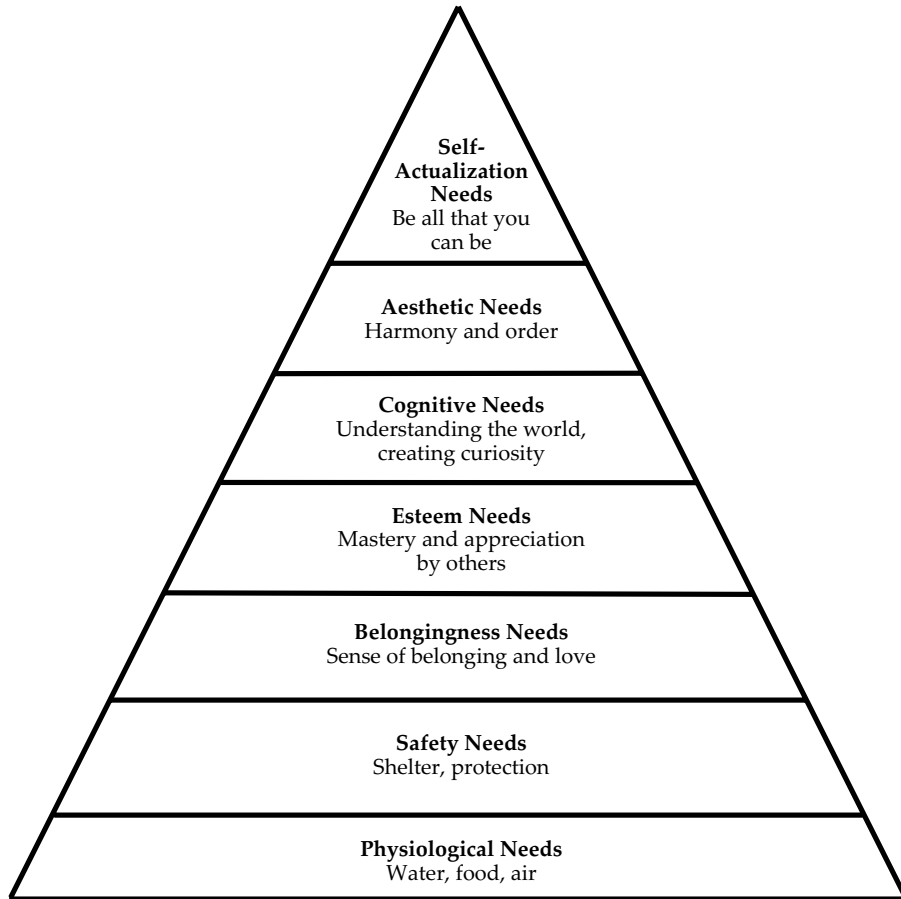 Self-
Actualization
Needs
Be all that you
can be
Aesthetic Needs
Harmony and order
Cognitive Needs
Understanding the world,
creating curiosity
Esteem Needs
Mastery and appreciation
by others
Belongingness Needs
Sense of belonging and love
Safety Needs
Shelter, protection
Physiological Needs
Water, food, air